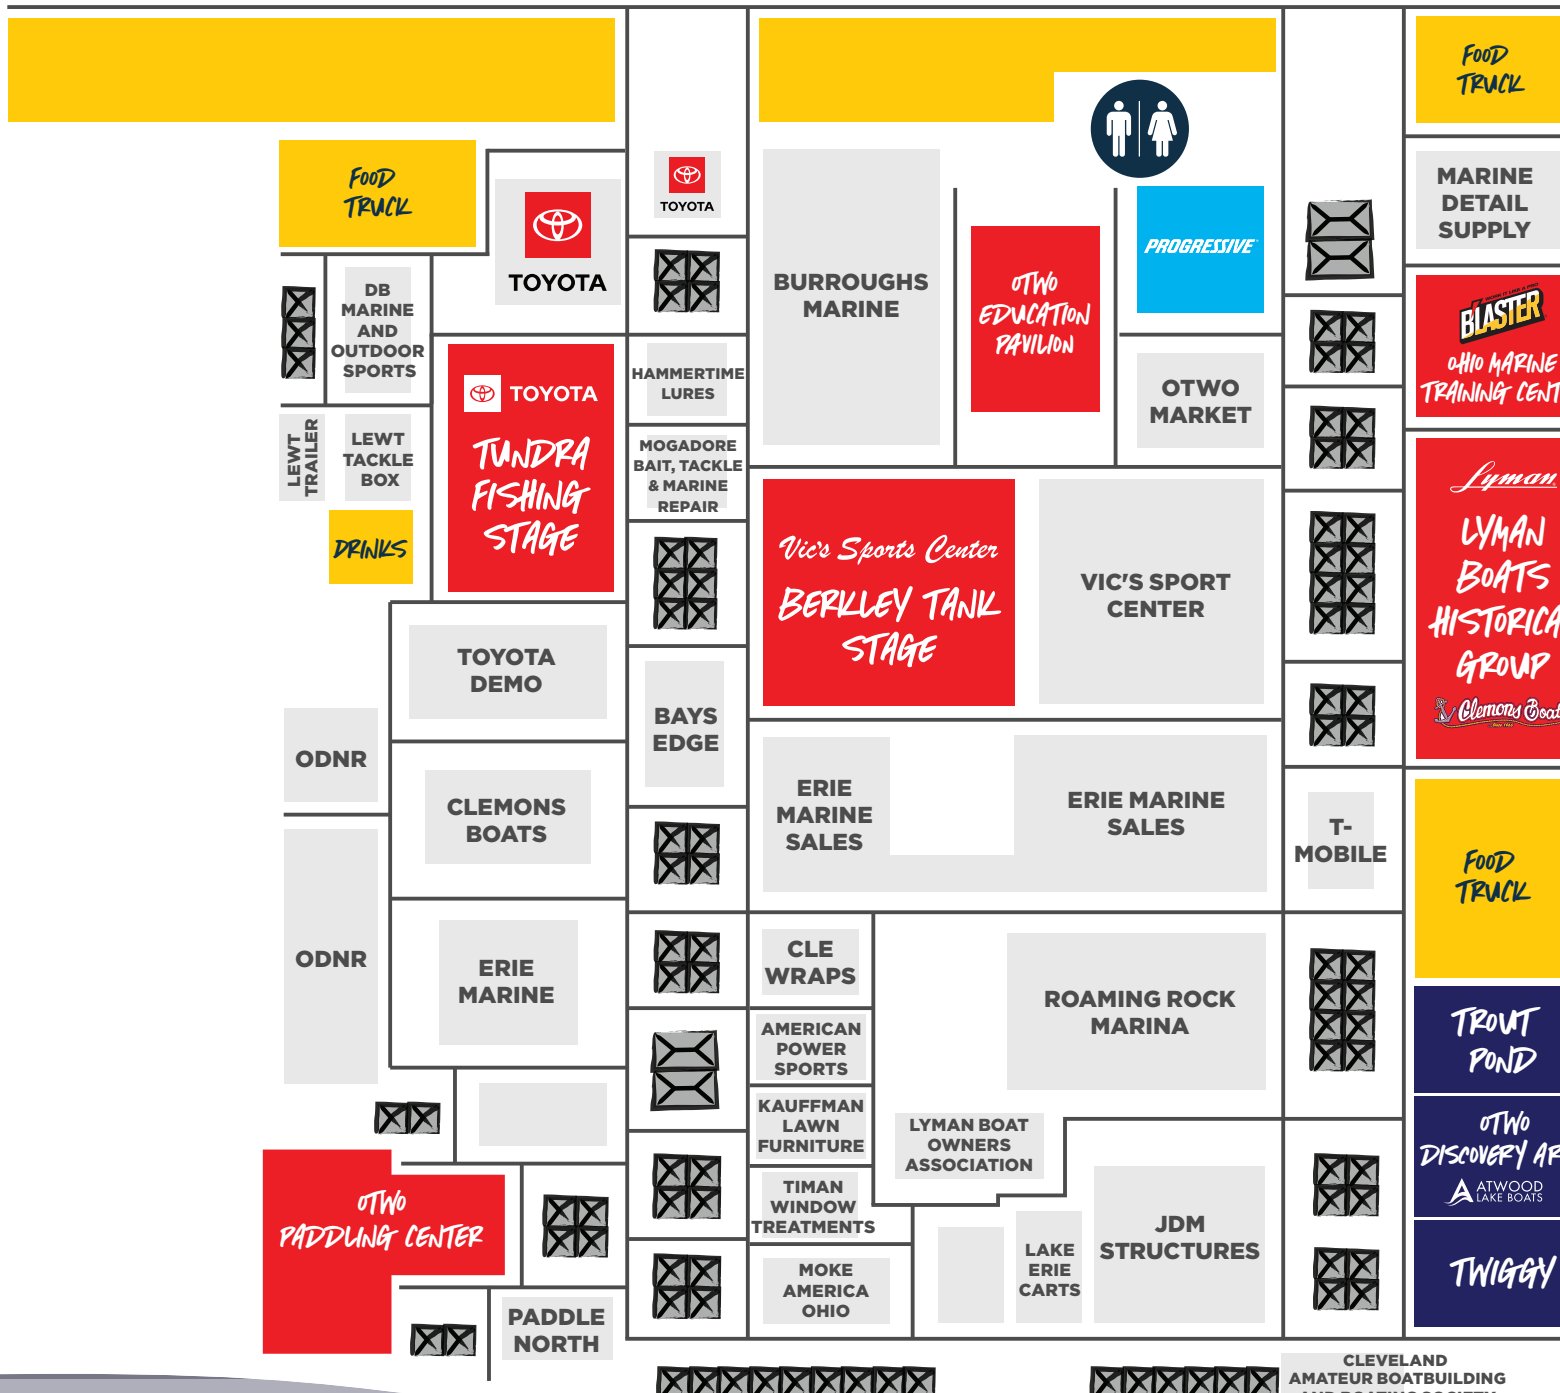 FOOD
TRUCK
TOYOTA
TOYOTA
DB
MARINE
AND
OUTDOOR
SPORTS
LEWT
TRAILER
LEWT
TACKLE
BOX
DRINKS
TOYOTA
TUNDRA
FISHING
STAGE
HAMMERTIME
LURES
MOGADORE
BAIT, TACKLE
& MARINE
REPAIR
BURROUGHS
MARINE
OTWO
EDUCATION
PAVILION
PROGRESSIVE
OTWO
MARKET
FOOD
TRUCK
MARINE
DETAIL
SUPPLY
BLASTER
OHIO MARINE
TRAINING CENT
Lyman
LYMAN
BOATS
HISTORICA
GROUP
Clemons Boat
Vic's Sports Center
BERKLEY TANK
STAGE
VIC'S SPORT
CENTER
TOYOTA
DEMO
BAYS
EDGE
ODNR
CLEMONS
BOATS
ERIE
MARINE
SALES
ERIE MARINE
SALES
T-
MOBILE
FOOD
TRUCK
ODNR
ERIE
MARINE
CLE
WRAPS
AMERICAN
POWER
SPORTS
KAUFFMAN
LAWN
FURNITURE
TIMAN
WINDOW
TREATMENTS
MOKE
AMERICA
OHIO
ROAMING ROCK
MARINA
LYMAN BOAT
OWNERS
ASSOCIATION
LAKE
ERIE
CARTS
JDM
STRUCTURES
TROUT
POND
OTWO
DISCOVERY AR
ATWOOD
LAKE BOATS
TWIGGY
OTWO
PADDLING CENTER
PADDLE
NORTH
CLEVELAND
AMATEUR BOATBUILDING
AND BOATING SOCIETY